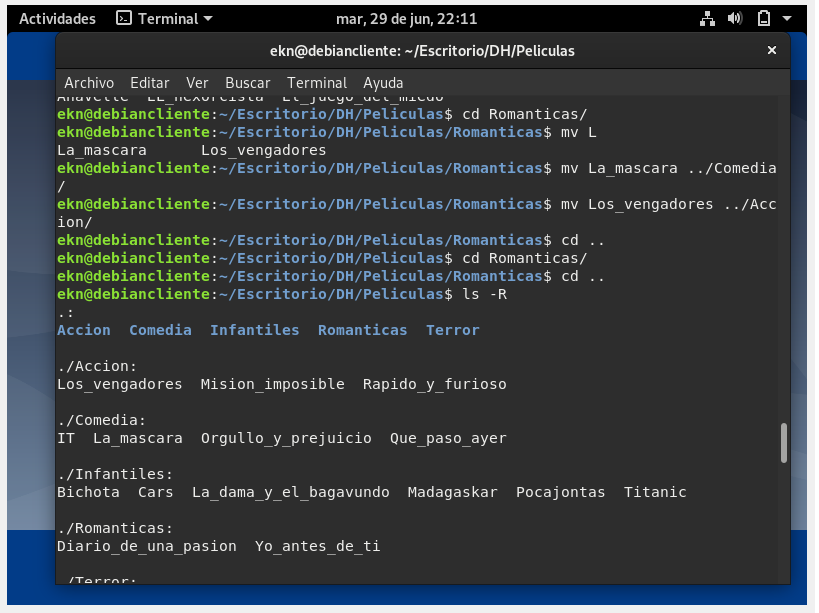 Actividades Terminal mar, 29 de jun, 22:11
ekn@debiancliente: ~/Escritorio/DH/Peliculas ×
Archivo Editar Ver Buscar Terminal Ayuda
Anavelle LE_hexorcista El_juego_del_miedo
ekn@debiancliente:~/Escritorio/DH/Peliculas$ cd Romanticas/
ekn@debiancliente:~/Escritorio/DH/Peliculas/Romanticas$ mv L
La_mascara Los_vengadores
ekn@debiancliente:~/Escritorio/DH/Peliculas/Romanticas$ mv La_mascara ../Comedia
/
ekn@debiancliente:~/Escritorio/DH/Peliculas/Romanticas$ mv Los_vengadores ../Acc
ion/
ekn@debiancliente:~/Escritorio/DH/Peliculas/Romanticas$ cd ..
ekn@debiancliente:~/Escritorio/DH/Peliculas$ cd Romanticas/
ekn@debiancliente:~/Escritorio/DH/Peliculas/Romanticas$ cd ..
ekn@debiancliente:~/Escritorio/DH/Peliculas$ ls -R
.:
Accion Comedia Infantiles Romanticas Terror
./Accion:
Los_vengadores Mision_imposible Rapido_y_furioso
./Comedia:
IT La_mascara Orgullo_y_prejuicio Que_paso_ayer
./Infantiles:
Bichota Cars La_dama_y_el_bagavundo Madagaskar Pocajontas Titanic
./Romanticas:
Diario_de_una_pasion Yo_antes_de_ti
./Terror: